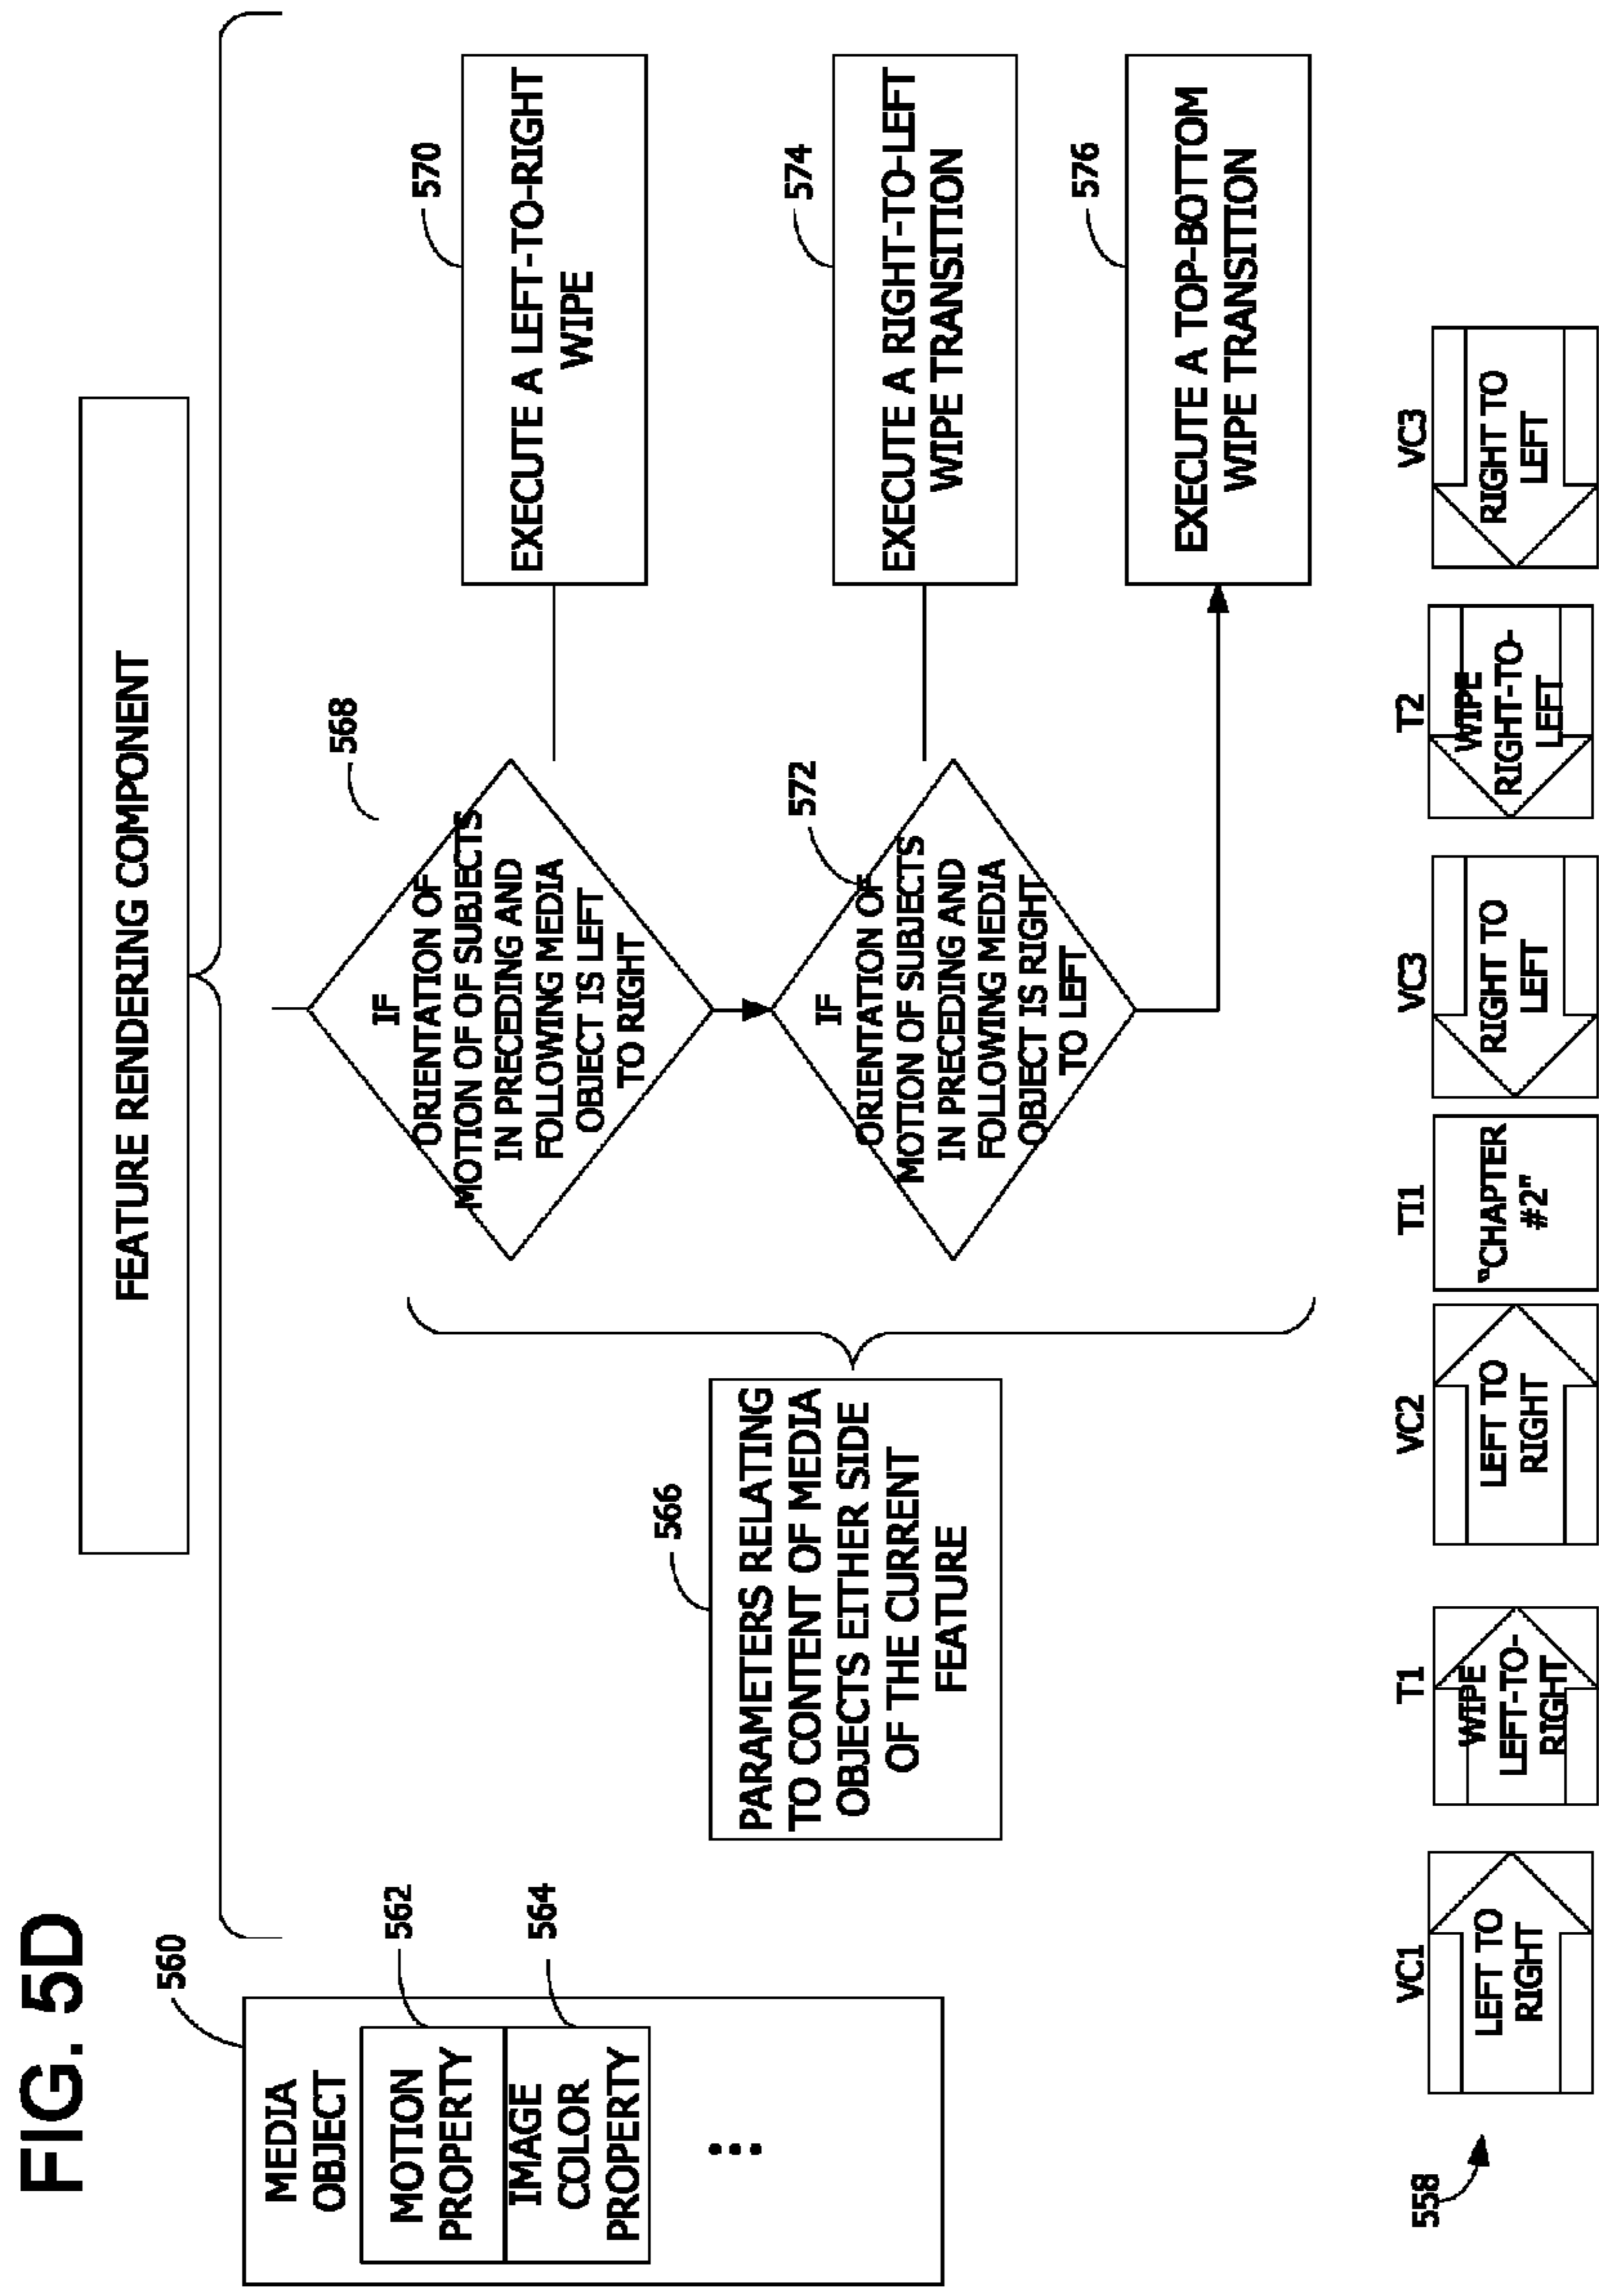 FIG. 5D
FEATURE RENDERING COMPONENT
560
MEDIA
OBJECT
562
MOTION
PROPERTY
564
IMAGE
COLOR
PROPERTY
566
PARAMETERS RELATING
TO CONTENT OF MEDIA
OBJECTS EITHER SIDE
OF THE CURRENT
FEATURE
568
IF
ORIENTATION OF
MOTION OF OF SUBJECTS
IN PRECEDING AND
FOLLOWING MEDIA
OBJECT IS LEFT
TO RIGHT
570
EXECUTE A LEFT-TO-RIGHT
WIPE
572
IF
ORIENTATION OF
MOTION OF SUBJECTS
IN PRECEDING AND
FOLLOWING MEDIA
OBJECT IS RIGHT
TO LEFT
574
EXECUTE A RIGHT-TO-LEFT
WIPE TRANSITION
576
EXECUTE A TOP-BOTTOM
WIPE TRANSITION
558
VC1
LEFT TO
RIGHT
T1
WIPE
LEFT-TO-
RIGHT
VC2
LEFT TO
RIGHT
TI1
“CHAPTER
#2”
VC3
RIGHT TO
LEFT
T2
WIPE
RIGHT-TO-
LEFT
VC3
RIGHT TO
LEFT